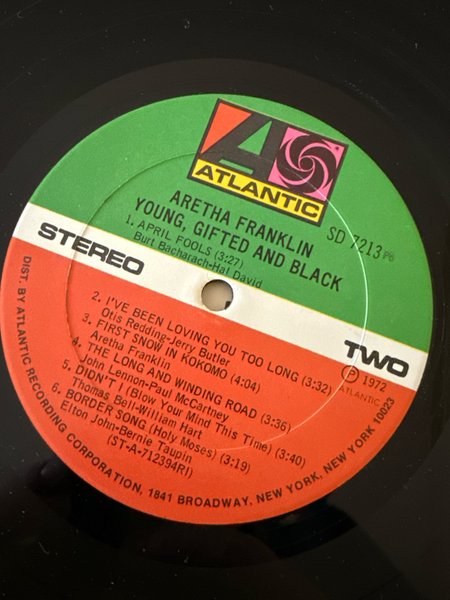 ATLANTIC
ARETHA FRANKLIN
YOUNG, GIFTED AND BLACK
SD 7213 PG
1. APRIL FOOLS (3:27)
Burt Bacharach-Hal David
STEREO
TWO
2. I'VE BEEN LOVING YOU TOO LONG (3:32)
Otis Redding-Jerry Butler
3. FIRST SNOW IN KOKOMO (4:04)
Aretha Franklin
4. THE LONG AND WINDING ROAD (3:36)
John Lennon-Paul McCartney
5. DIDN'T I (Blow Your Mind This Time) (3:40)
Thomas Bell-William Hart
6. BORDER SONG (Holy Moses) (3:19)
Elton John-Bernie Taupin
(ST-A-712394RI)
Ⓟ 1972
ATLANTIC
DIST. BY ATLANTIC RECORDING CORPORATION, 1841 BROADWAY, NEW YORK, NEW YORK 10023